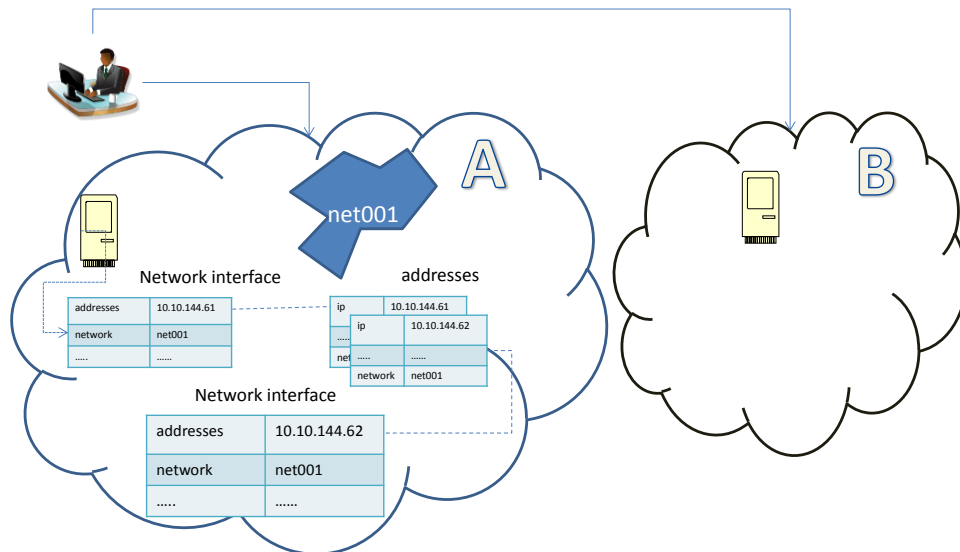 A
B
net001
Network interface
addresses
addresses 10.10.144.61
network net001
..... ......
ip 10.10.144.61
.....
net
ip 10.10.144.62
..... ......
network net001
Network interface
addresses 10.10.144.62
network net001
..... ......